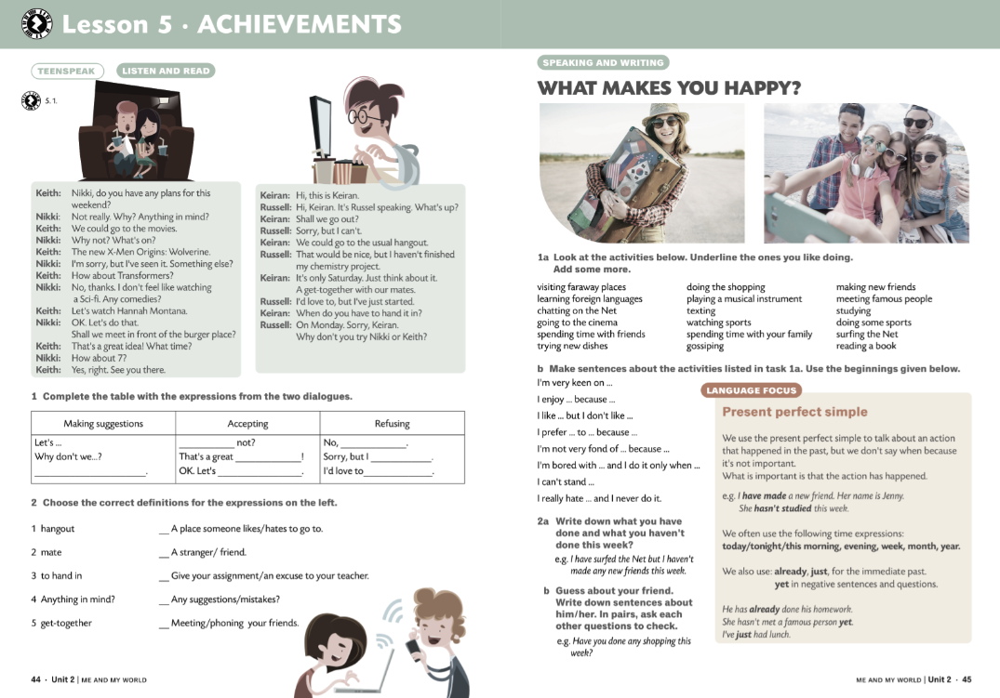 Lesson 5 · ACHIEVEMENTS
TEENSPEAK
LISTEN AND READ
5. 1.
Keith: Nikki, do you have any plans for this
weekend?
Nikki: Not really. Why? Anything in mind?
Keith: We could go to the movies.
Nikki: Why not? What's on?
Keith: The new X-Men Origins: Wolverine.
Nikki: I'm sorry, but I've seen it. Something else?
Keith: How about Transformers?
Nikki: No, thanks. I don't feel like watching
a Sci-fi. Any comedies?
Keith: Let's watch Hannah Montana.
Nikki: OK. Let's do that.
Shall we meet in front of the burger place?
Keith: That's a great idea! What time?
Nikki: How about 7?
Keith: Yes, right. See you there.
Keiran: Hi, this is Keiran.
Russell: Hi, Keiran. It's Russel speaking. What's up?
Keiran: Shall we go out?
Russell: Sorry, but I can't.
Keiran: We could go to the usual hangout.
Russell: That would be nice, but I haven't finished
my chemistry project.
Keiran: It's only Saturday. Just think about it.
A get-together with our mates.
Russell: I'd love to, but I've just started.
Keiran: When do you have to hand it in?
Russell: On Monday. Sorry, Keiran.
Why don't you try Nikki or Keith?
1 Complete the table with the expressions from the two dialogues.
Making suggestions Accepting Refusing
Let's ... ___________ not? No, _____________.
Why don't we...? That's a great _____________! Sorry, but I ____________.
______________________. OK. Let's ________________. I'd love to_____________.
2 Choose the correct definitions for the expressions on the left.
1 hangout __ A place someone likes/hates to go to.
2 mate __ A stranger/ friend.
3 to hand in __ Give your assignment/an excuse to your teacher.
4 Anything in mind? __ Any suggestions/mistakes?
5 get-together __ Meeting/phoning your friends.
44 · Unit 2 | ME AND MY WORLD
SPEAKING AND WRITING
WHAT MAKES YOU HAPPY?
1a Look at the activities below. Underline the ones you like doing.
Add some more.
visiting faraway places
learning foreign languages
chatting on the Net
going to the cinema
spending time with friends
trying new dishes
doing the shopping
playing a musical instrument
texting
watching sports
spending time with your family
gossiping
making new friends
meeting famous people
studying
doing some sports
surfing the Net
reading a book
b Make sentences about the activities listed in task 1a. Use the beginnings given below.
I'm very keen on ...
I enjoy ... because ...
I like ... but I don't like ...
I prefer ... to ... because ...
I'm not very fond of ... because ...
I'm bored with ... and I do it only when ...
I can't stand ...
I really hate ... and I never do it.
2a Write down what you have
done and what you haven't
done this week?
e.g. I have surfed the Net but I haven't
made any new friends this week.
b Guess about your friend.
Write down sentences about
him/her. In pairs, ask each
other questions to check.
e.g. Have you done any shopping this
week?
LANGUAGE FOCUS
Present perfect simple
We use the present perfect simple to talk about an action
that happened in the past, but we don't say when because
it's not important.
What is important is that the action has happened.
e.g. I have made a new friend. Her name is Jenny.
She hasn't studied this week.
We often use the following time expressions:
today/tonight/this morning, evening, week, month, year.
We also use: already, just, for the immediate past.
yet in negative sentences and questions.
He has already done his homework.
She hasn't met a famous person yet.
I've just had lunch.
ME AND MY WORLD | Unit 2 · 45